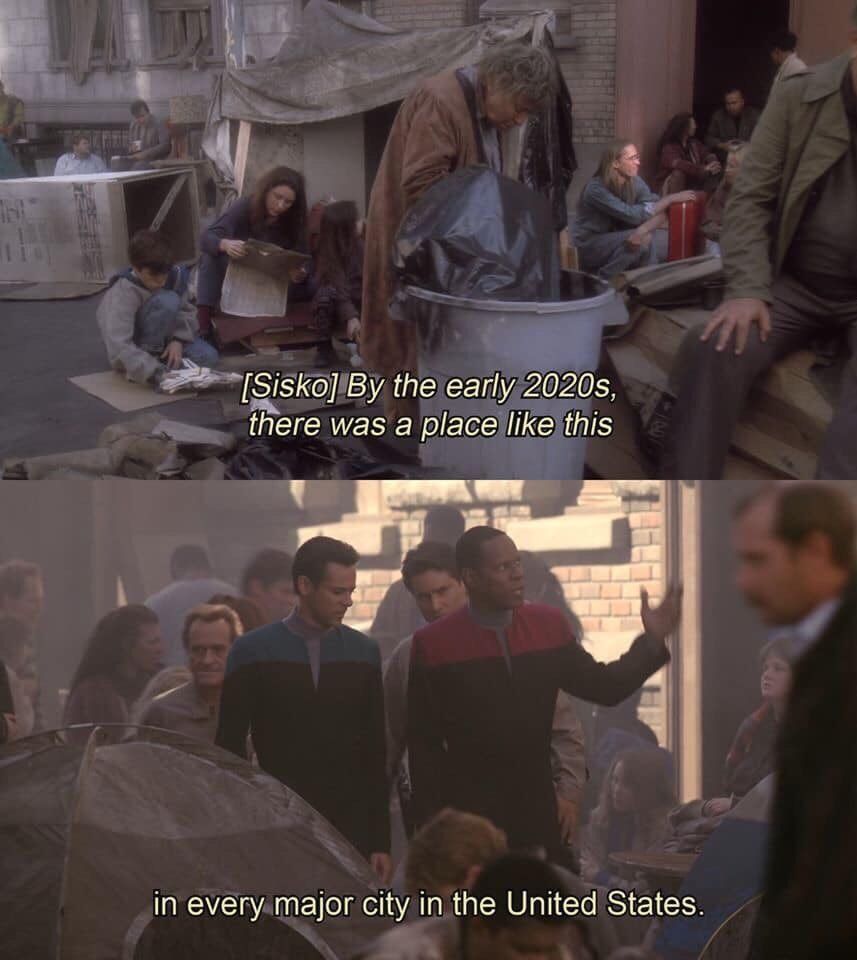 [Sisko] By the early 2020s,
there was a place like this
in every major city in the United States.